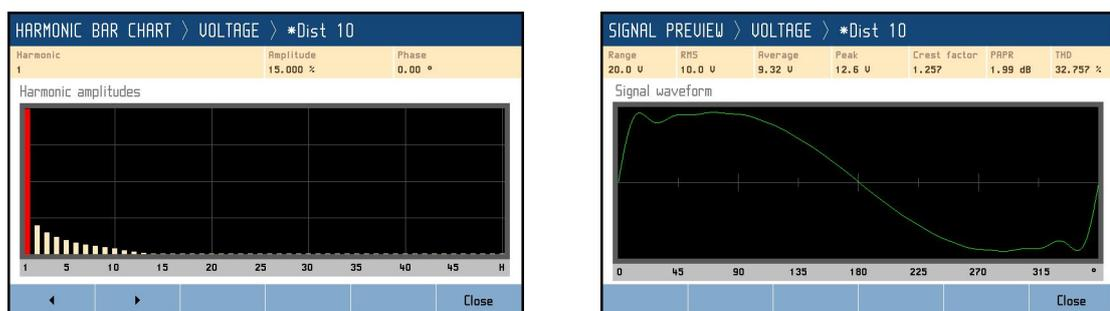 HARMONIC BAR CHART 〉 VOLTAGE 〉 *Dist 10
Harmonic Amplitude Phase
1 15.000 % 0.00 °
Harmonic amplitudes
1 5 10 15 20 25 30 35 40 45 H
Close
SIGNAL PREVIEW 〉 VOLTAGE 〉 *Dist 10
Range RMS Average Peak Crest factor PAPR THD
20.0 V 10.0 V 9.32 V 12.6 V 1.257 1.99 dB 32.757 %
Signal waveform
0 45 90 135 180 225 270 315 °
Close